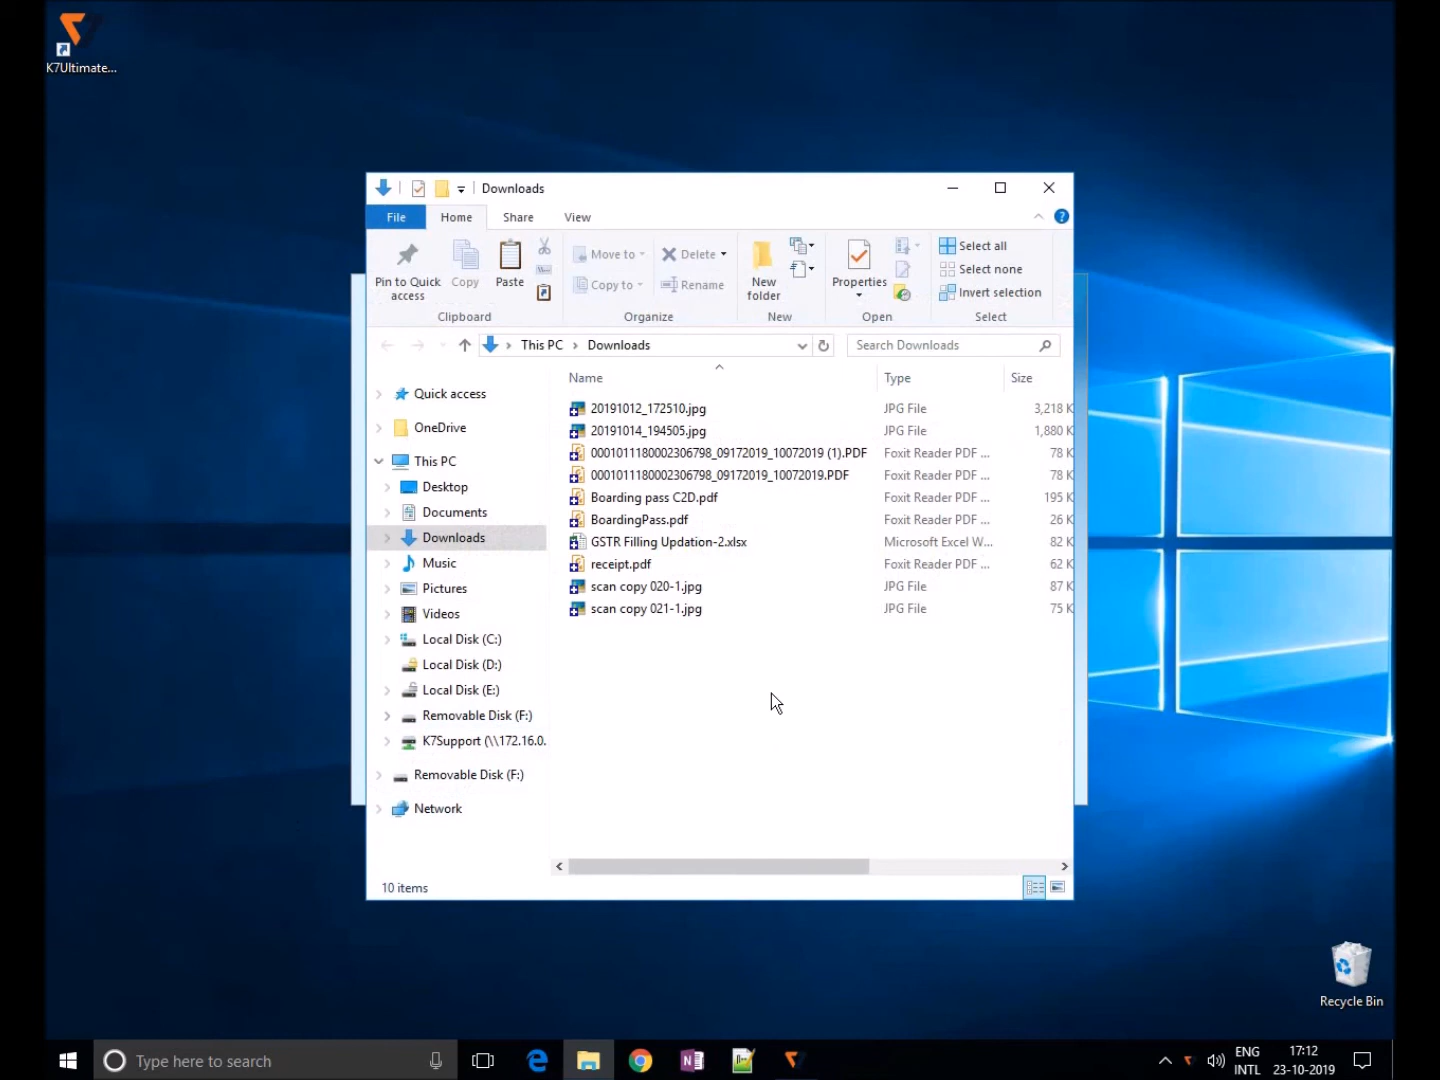 K7Ultimate...
Downloads
File Home Share View
Pin to Quick access
Copy
Paste
Clipboard
Move to
Copy to
Delete
Rename
Organize
New folder
New
Properties
Open
Select all
Select none
Invert selection
Select
This PC > Downloads
Search Downloads
Quick access
OneDrive
This PC
Desktop
Documents
Downloads
Music
Pictures
Videos
Local Disk (C:)
Local Disk (D:)
Local Disk (E:)
Removable Disk (F:)
K7Support (\\172.16.0.
Removable Disk (F:)
Network
Name Type Size
20191012_172510.jpg JPG File 3,218 K
20191014_194505.jpg JPG File 1,880 K
0001011180002306798_09172019_10072019 (1).PDF Foxit Reader PDF ... 78 K
0001011180002306798_09172019_10072019.PDF Foxit Reader PDF ... 78 K
Boarding pass C2D.pdf Foxit Reader PDF ... 195 K
BoardingPass.pdf Foxit Reader PDF ... 26 K
GSTR Filling Updation-2.xlsx Microsoft Excel W... 82 K
receipt.pdf Foxit Reader PDF ... 62 K
scan copy 020-1.jpg JPG File 87 K
scan copy 021-1.jpg JPG File 75 K
10 items
Recycle Bin
Type here to search
ENG
INTL
17:12
23-10-2019